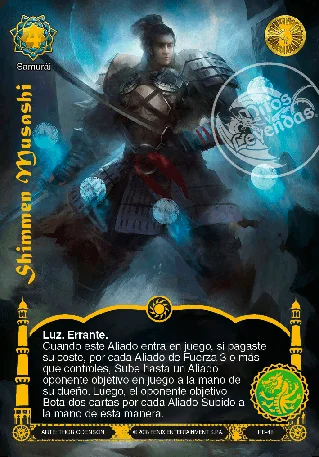 Samurái
Shimmen Musashi
Mitos y
Leyendas
Luz. Errante.
Cuando este Aliado entra en juego, si pagaste
su coste, por cada Aliado de Fuerza 3 o más
que controles, Sube hasta un Aliado
oponente objetivo en juego a la mano de
su dueño. Luego, el oponente objetivo
Bota dos cartas por cada Aliado Subido a
la mano de esta manera.